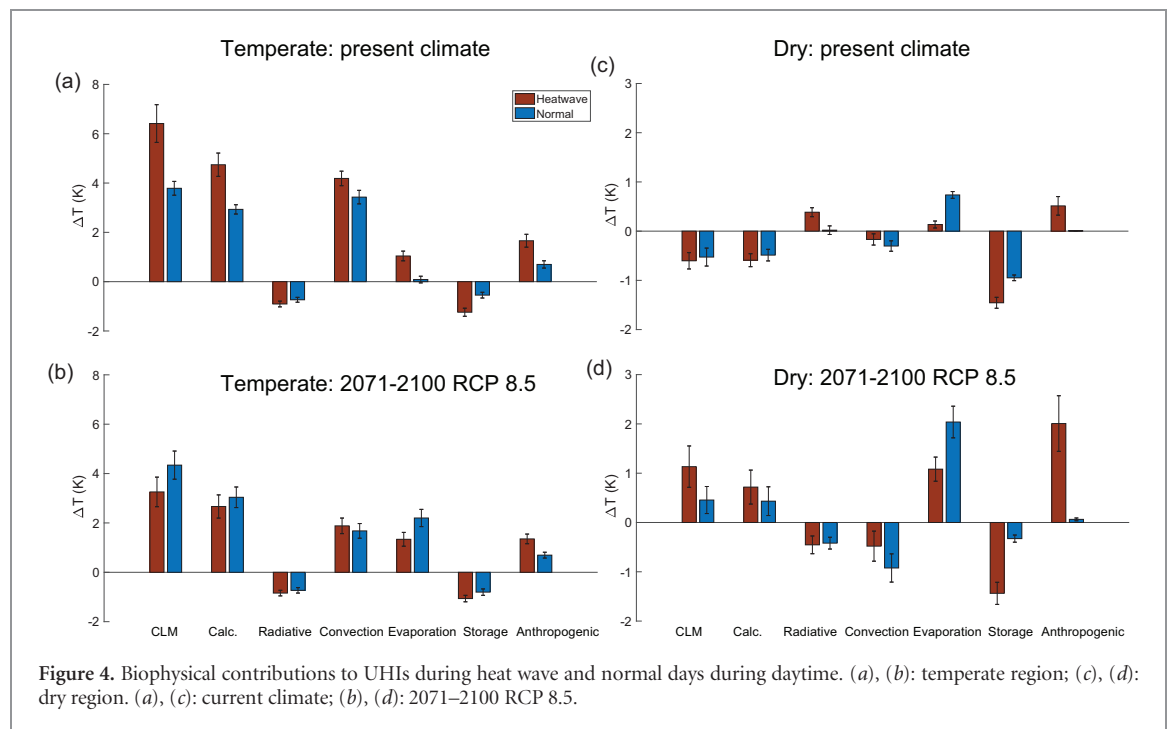 Temperate: present climate
(a)
8
6
4
2
0
-2
ΔT (K)
Heatwave
Normal
Dry: present climate
(c)
3
2
1
0
-1
-2
ΔT (K)
(b)
Temperate: 2071-2100 RCP 8.5
8
6
4
2
0
-2
ΔT (K)
CLM Calc. Radiative Convection Evaporation Storage Anthropogenic
(d)
Dry: 2071-2100 RCP 8.5
3
2
1
0
-1
-2
ΔT (K)
CLM Calc. Radiative Convection Evaporation Storage Anthropogenic
Figure 4. Biophysical contributions to UHIs during heat wave and normal days during daytime. (a), (b): temperate region; (c), (d):
dry region. (a), (c): current climate; (b), (d): 2071–2100 RCP 8.5.